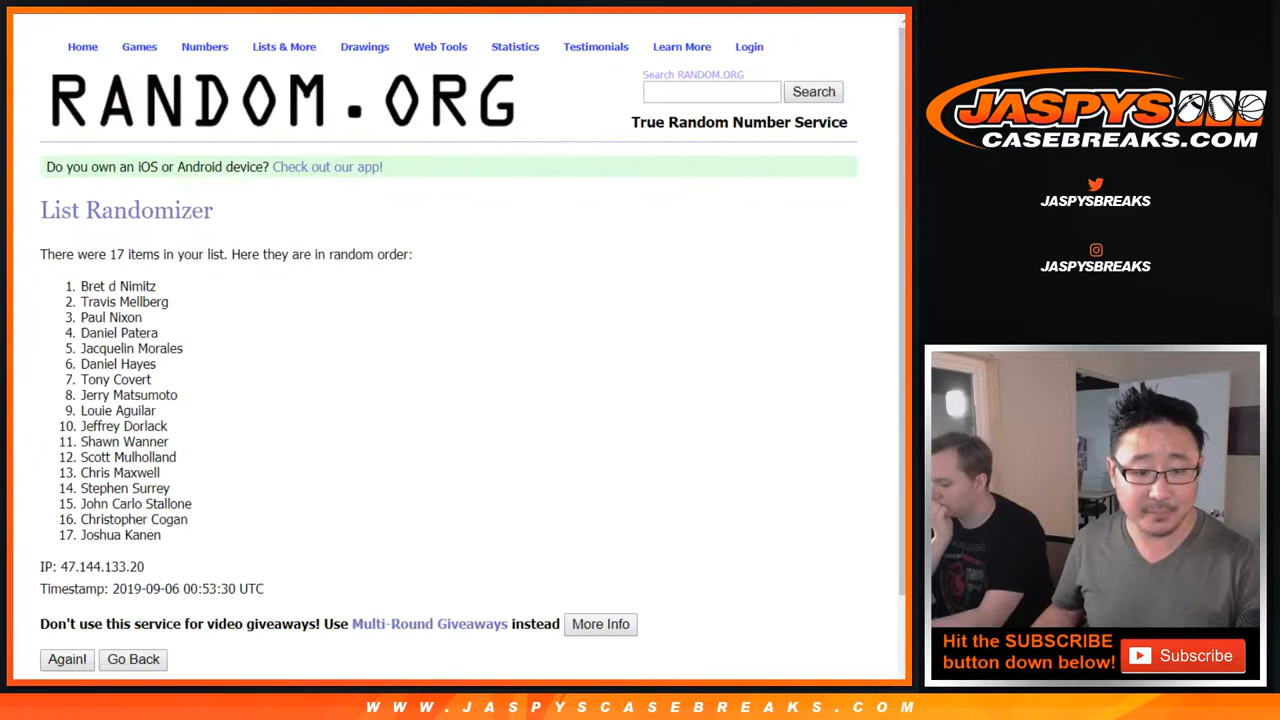 Home Games Numbers Lists & More Drawings Web Tools Statistics Testimonials Learn More Login
RANDOM.ORG
Search RANDOM.ORG
Search
True Random Number Service
Do you own an iOS or Android device? Check out our app!
List Randomizer
There were 17 items in your list. Here they are in random order:
1. Bret d Nimitz
2. Travis Mellberg
3. Paul Nixon
4. Daniel Patera
5. Jacquelin Morales
6. Daniel Hayes
7. Tony Covert
8. Jerry Matsumoto
9. Louie Aguilar
10. Jeffrey Dorlack
11. Shawn Wanner
12. Scott Mulholland
13. Chris Maxwell
14. Stephen Surrey
15. John Carlo Stallone
16. Christopher Cogan
17. Joshua Kanen
IP: 47.144.133.20
Timestamp: 2019-09-06 00:53:30 UTC
Don't use this service for video giveaways! Use Multi-Round Giveaways instead More Info
Again! Go Back
JASPYS
CASEBREAKS.COM
JASPYSBREAKS
JASPYSBREAKS
Hit the SUBSCRIBE
button down below!
Subscribe
WWW.JASPYSCASEBREAKS.COM